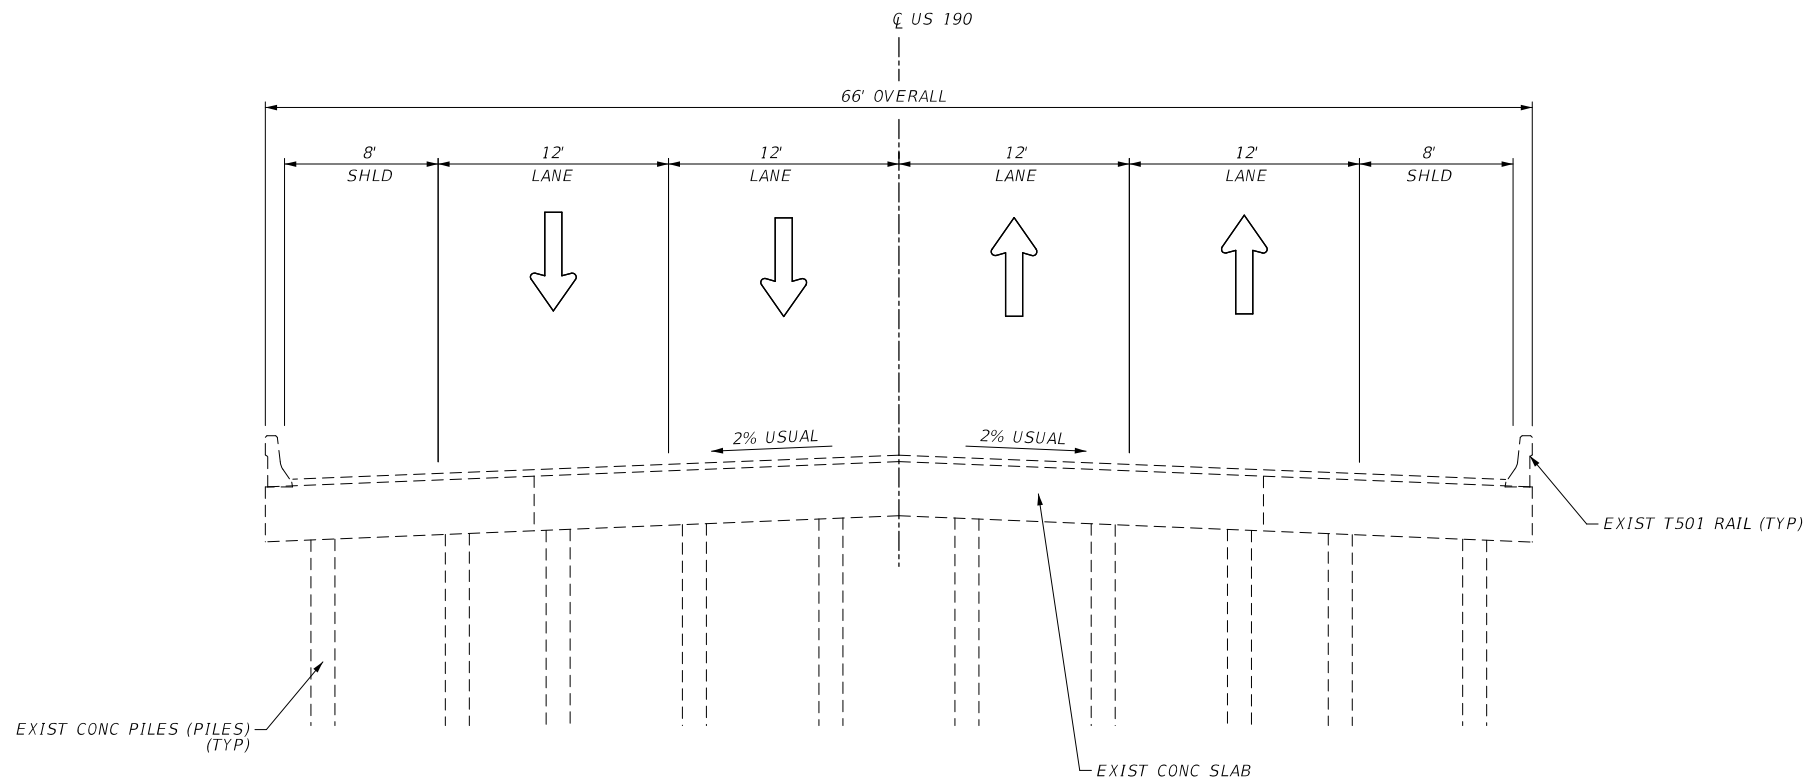 ℄ US 190
66' OVERALL
8'
SHLD
12'
LANE
12'
LANE
12'
LANE
12'
LANE
8'
SHLD
2% USUAL
2% USUAL
EXIST T501 RAIL (TYP)
EXIST CONC PILES (PILES)
(TYP)
EXIST CONC SLAB